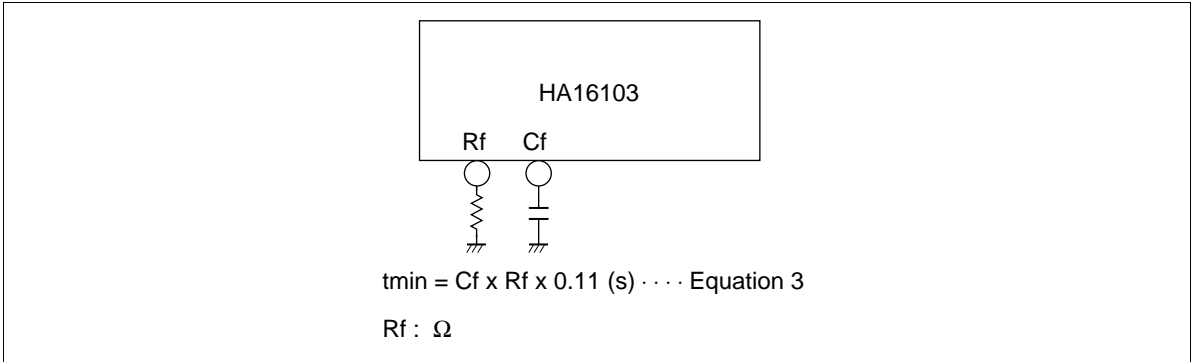 HA16103
Rf Cf
tmin = Cf x Rf x 0.11 (s) · · · · Equation 3
Rf : Ω